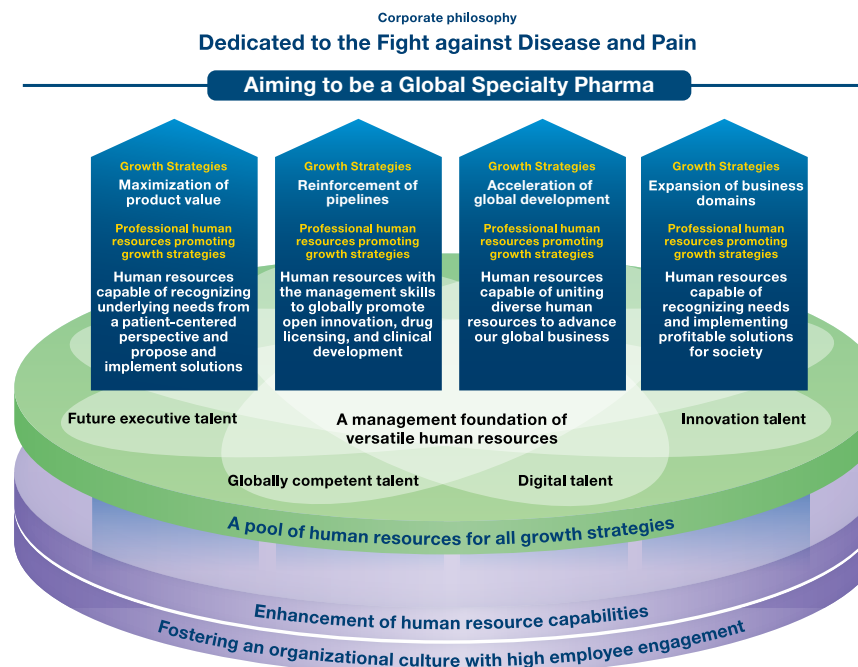 Corporate philosophy
Dedicated to the Fight against Disease and Pain
Aiming to be a Global Specialty Pharma
Growth Strategies
Maximization of
product value
Professional human
resources promoting
growth strategies
Human resources
capable of recognizing
underlying needs from
a patient-centered
perspective and
propose and
implement solutions
Growth Strategies
Reinforcement of
pipelines
Professional human
resources promoting
growth strategies
Human resources with
the management skills
to globally promote
open innovation, drug
licensing, and clinical
development
Growth Strategies
Acceleration of
global development
Professional human
resources promoting
growth strategies
Human resources
capable of uniting
diverse human
resources to advance
our global business
Growth Strategies
Expansion of business
domains
Professional human
resources promoting
growth strategies
Human resources
capable of
recognizing needs
and implementing
profitable solutions
for society
Future executive talent
A management foundation of
versatile human resources
Innovation talent
Globally competent talent
Digital talent
A pool of human resources for all growth strategies
Enhancement of human resource capabilities
Fostering an organizational culture with high employee engagement